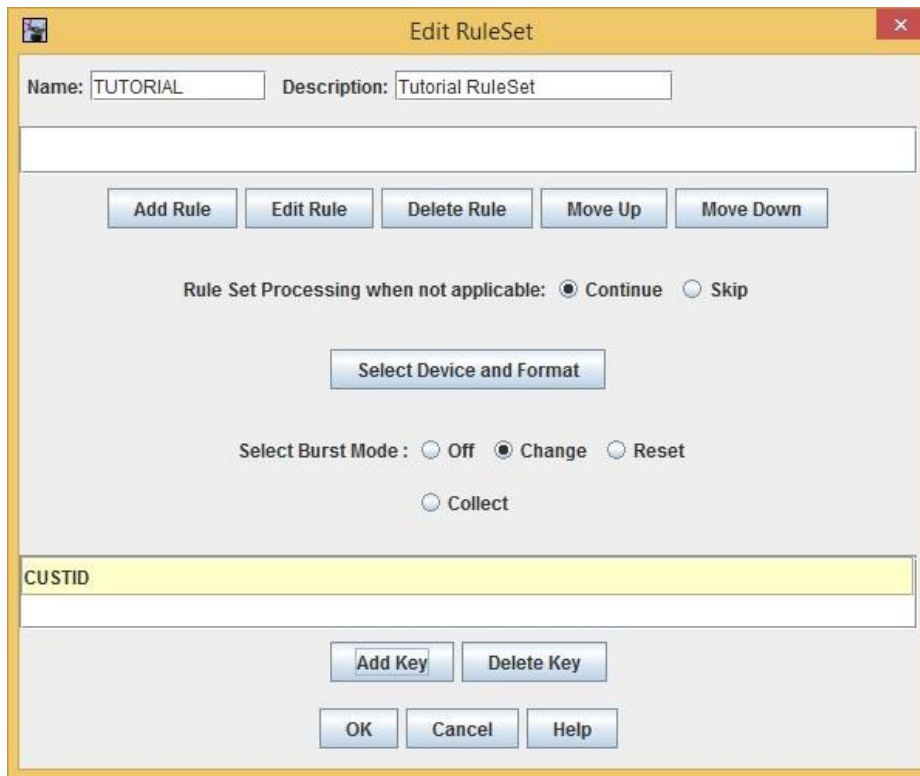 Edit RuleSet
Name: TUTORIAL Description: Tutorial RuleSet
Add Rule Edit Rule Delete Rule Move Up Move Down
Rule Set Processing when not applicable: Continue Skip
Select Device and Format
Select Burst Mode : Off Change Reset
Collect
CUSTID
Add Key Delete Key
OK Cancel Help